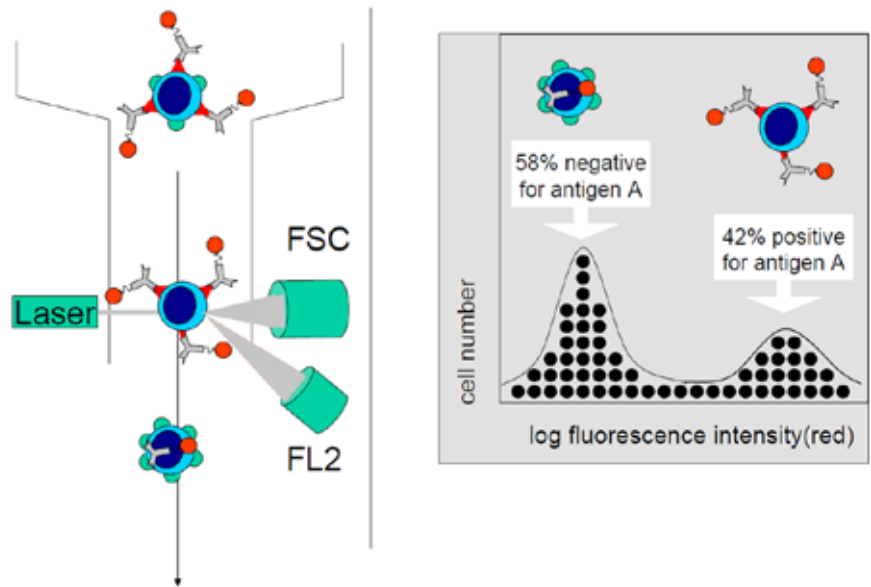 FSC
Laser
FL2
58% negative
for antigen A
42% positive
for antigen A
cell number
log fluorescence intensity(red)